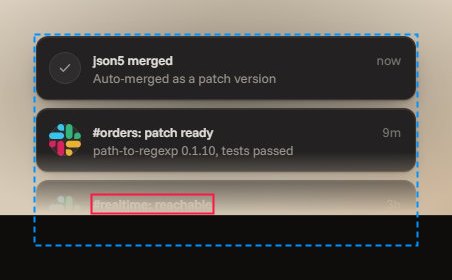 json5 merged
now
Auto-merged as a patch version
#orders: patch ready
9m
path-to-regexp 0.1.10, tests passed
#realtime: reachable
3h